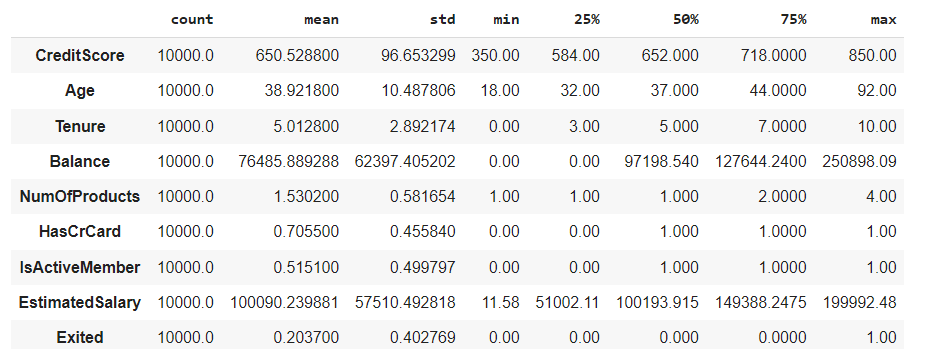 count mean std min 25% 50% 75% max
CreditScore 10000.0 650.528800 96.653299 350.00 584.00 652.000 718.0000 850.00
Age 10000.0 38.921800 10.487806 18.00 32.00 37.000 44.0000 92.00
Tenure 10000.0 5.012800 2.892174 0.00 3.00 5.000 7.0000 10.00
Balance 10000.0 76485.889288 62397.405202 0.00 0.00 97198.540 127644.2400 250898.09
NumOfProducts 10000.0 1.530200 0.581654 1.00 1.00 1.000 2.0000 4.00
HasCrCard 10000.0 0.705500 0.455840 0.00 0.00 1.000 1.0000 1.00
IsActiveMember 10000.0 0.515100 0.499797 0.00 0.00 1.000 1.0000 1.00
EstimatedSalary 10000.0 100090.239881 57510.492818 11.58 51002.11 100193.915 149388.2475 199992.48
Exited 10000.0 0.203700 0.402769 0.00 0.00 0.000 0.0000 1.00